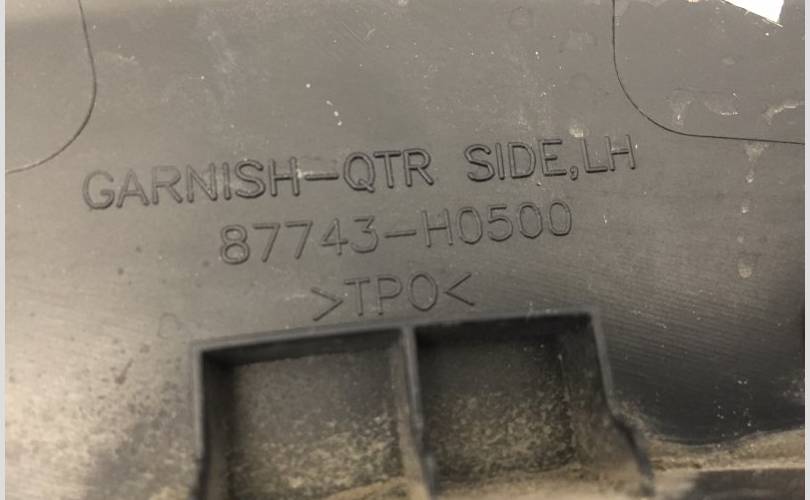 GARNISH-QTR SIDE,LH
87743-H0500
>TPO<